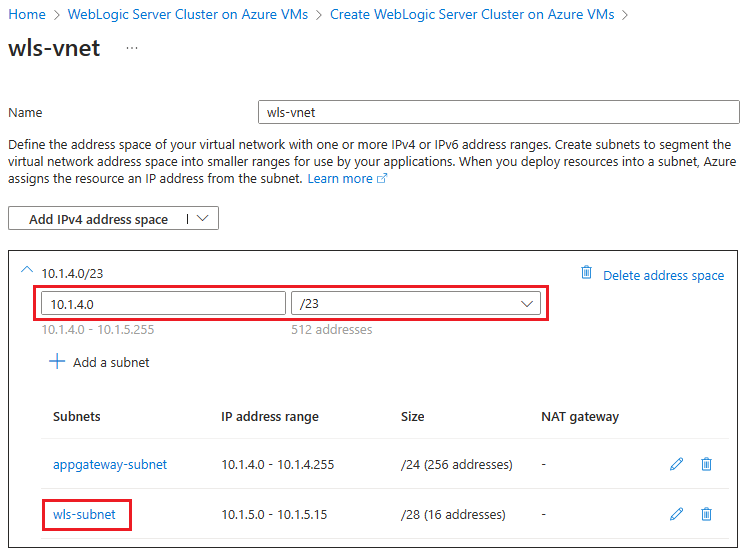 Home > WebLogic Server Cluster on Azure VMs > Create WebLogic Server Cluster on Azure VMs >
wls-vnet ...
Name wls-vnet
Define the address space of your virtual network with one or more IPv4 or IPv6 address ranges. Create subnets to segment the
virtual network address space into smaller ranges for use by your applications. When you deploy resources into a subnet, Azure
assigns the resource an IP address from the subnet. Learn more
Add IPv4 address space
10.1.4.0/23 Delete address space
10.1.4.0 /23
10.1.4.0 - 10.1.5.255 512 addresses
+ Add a subnet
Subnets IP address range Size NAT gateway
appgateway-subnet 10.1.4.0 - 10.1.4.255 /24 (256 addresses) -
wls-subnet 10.1.5.0 - 10.1.5.15 /28 (16 addresses) -